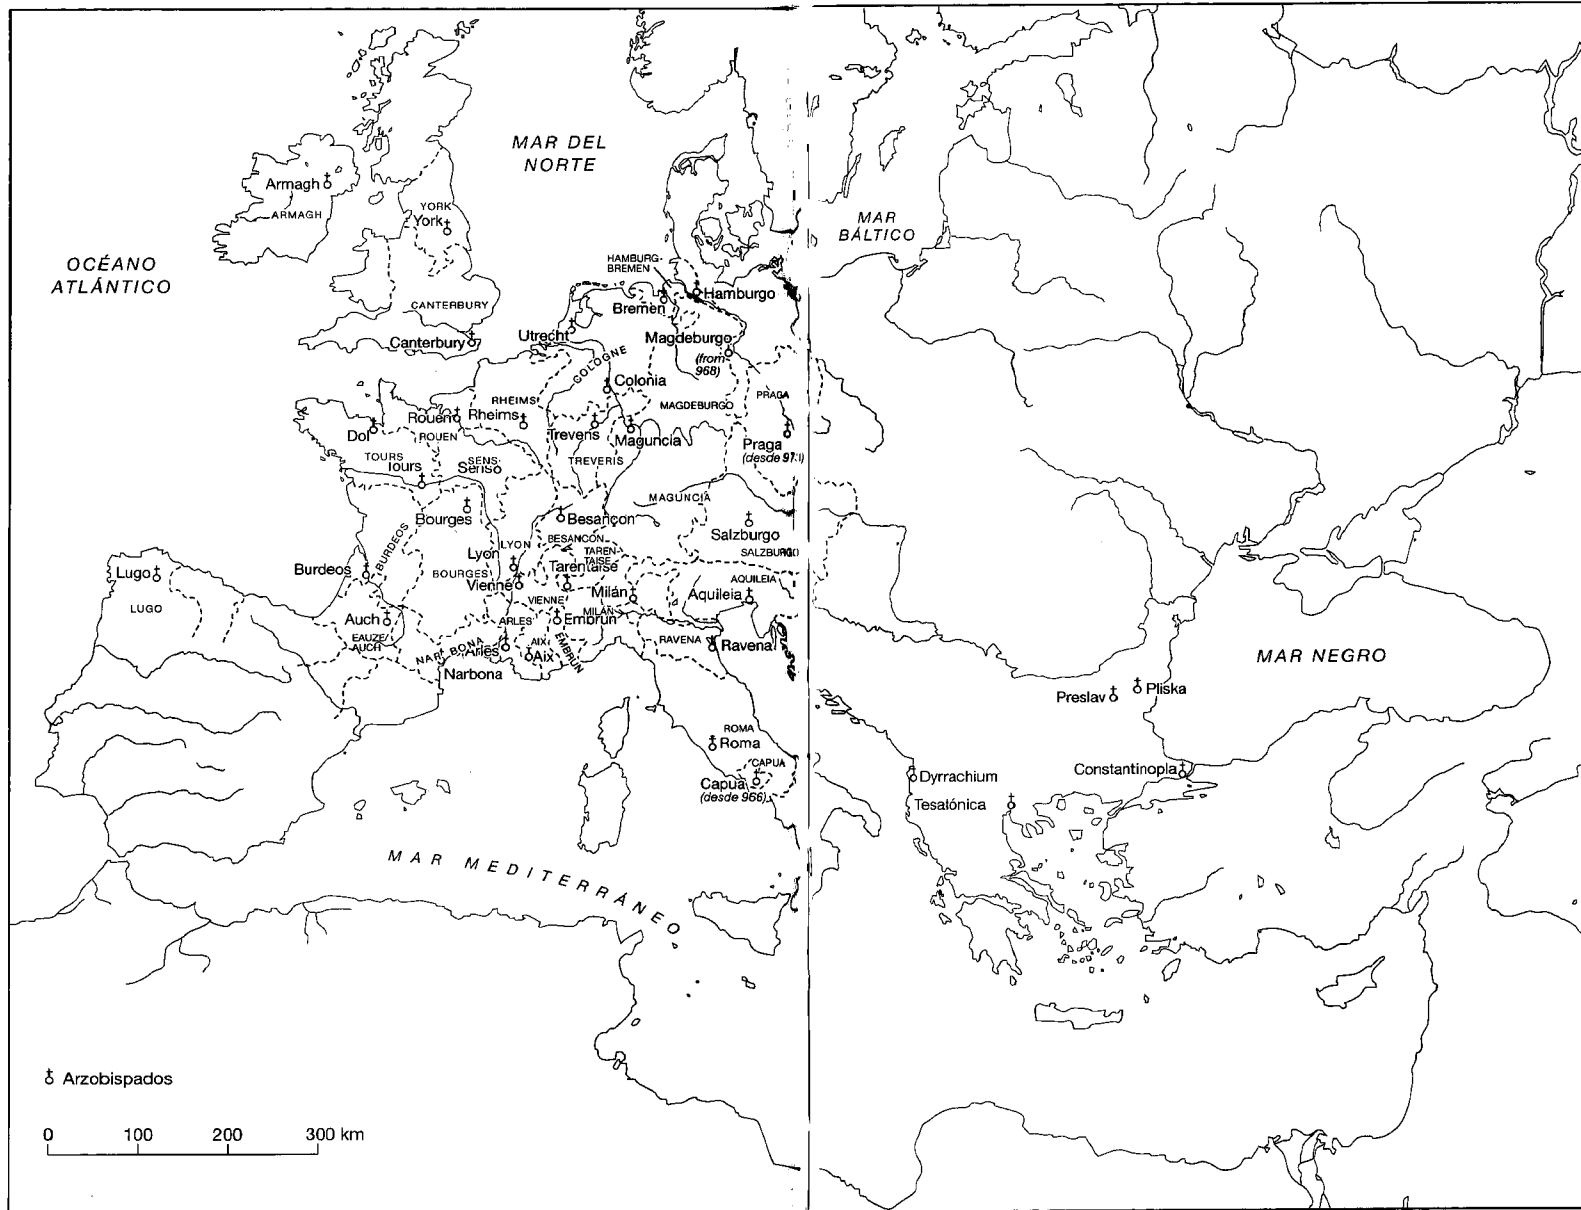 MAR DEL
NORTE
Armagh
ARMAGH
YORK
York
MAR
BÁLTICO
OCÉANO
ATLÁNTICO
HAMBURG-
BREMEN
Hamburgo
Bremen
CANTERBURY
Canterbury
Utrecht
Magdeburgo
(from
968)
COLOGNE
Colonia
RHEIMS
MAGDEBURGO
PRAGA
Rouen
Rheims
Dol
ROUEN
Trevens
Maguncia
Praga
TOURS
Tours
SENS
Sens
TREVERIS
MAGUNCIA
Bourges
Besançon
Salzburgo
BURDEOS
LYON
BESANCON
TAREN-
TAISE
SALZBURGO
Lyon
Tarentaise
Lugo
Burdeos
BOURGES
Vienne
AQUILEIA
LUGO
VIENNE
Milán
Aquileia
MILÁN
Auch
ARLES
Embrun
EAUZE/
AUCH
NARBONA
Arles
AIX
Aix
EMBRUN
RAVENA
Ravena
Narbona
MAR NEGRO
Preslav
Pliska
ROMA
Roma
CAPUA
Capua
(desde 966)
Dyrrachium
Constantinopla
Tesalónica
MAR MEDITERRÁNEO
Arzobispados
0 100 200 300 km